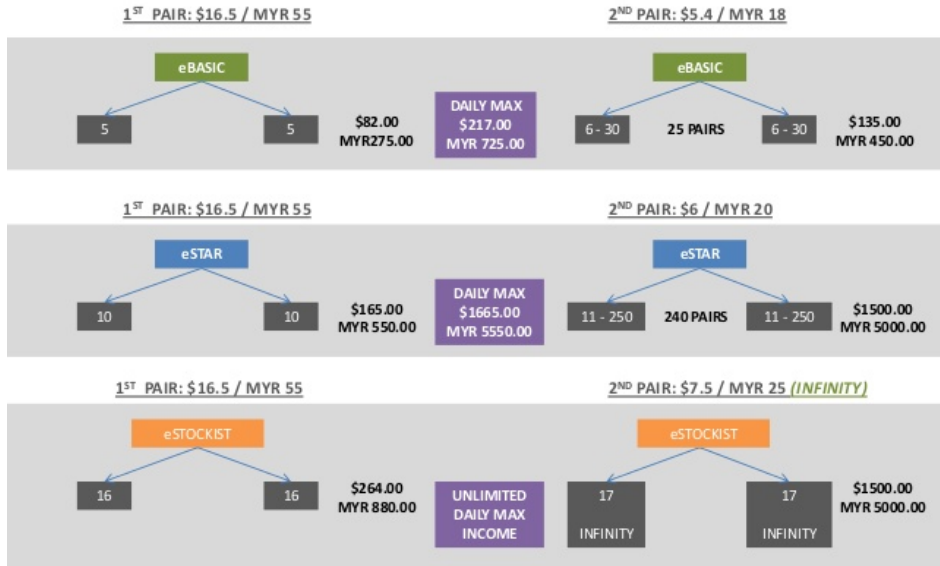 1ST PAIR: $16.5 / MYR 55
2ND PAIR: $5.4 / MYR 18
eBASIC
5
5
$82.00
MYR275.00
DAILY MAX
$217.00
MYR 725.00
eBASIC
6 - 30
25 PAIRS
6 - 30
$135.00
MYR 450.00
1ST PAIR: $16.5 / MYR 55
2ND PAIR: $6 / MYR 20
eSTAR
10
10
$165.00
MYR 550.00
DAILY MAX
$1665.00
MYR 5550.00
eSTAR
11 - 250
240 PAIRS
11 - 250
$1500.00
MYR 5000.00
1ST PAIR: $16.5 / MYR 55
2ND PAIR: $7.5 / MYR 25 (INFINITY)
eSTOCKIST
16
16
$264.00
MYR 880.00
UNLIMITED
DAILY MAX
INCOME
eSTOCKIST
17
INFINITY
17
INFINITY
$1500.00
MYR 5000.00